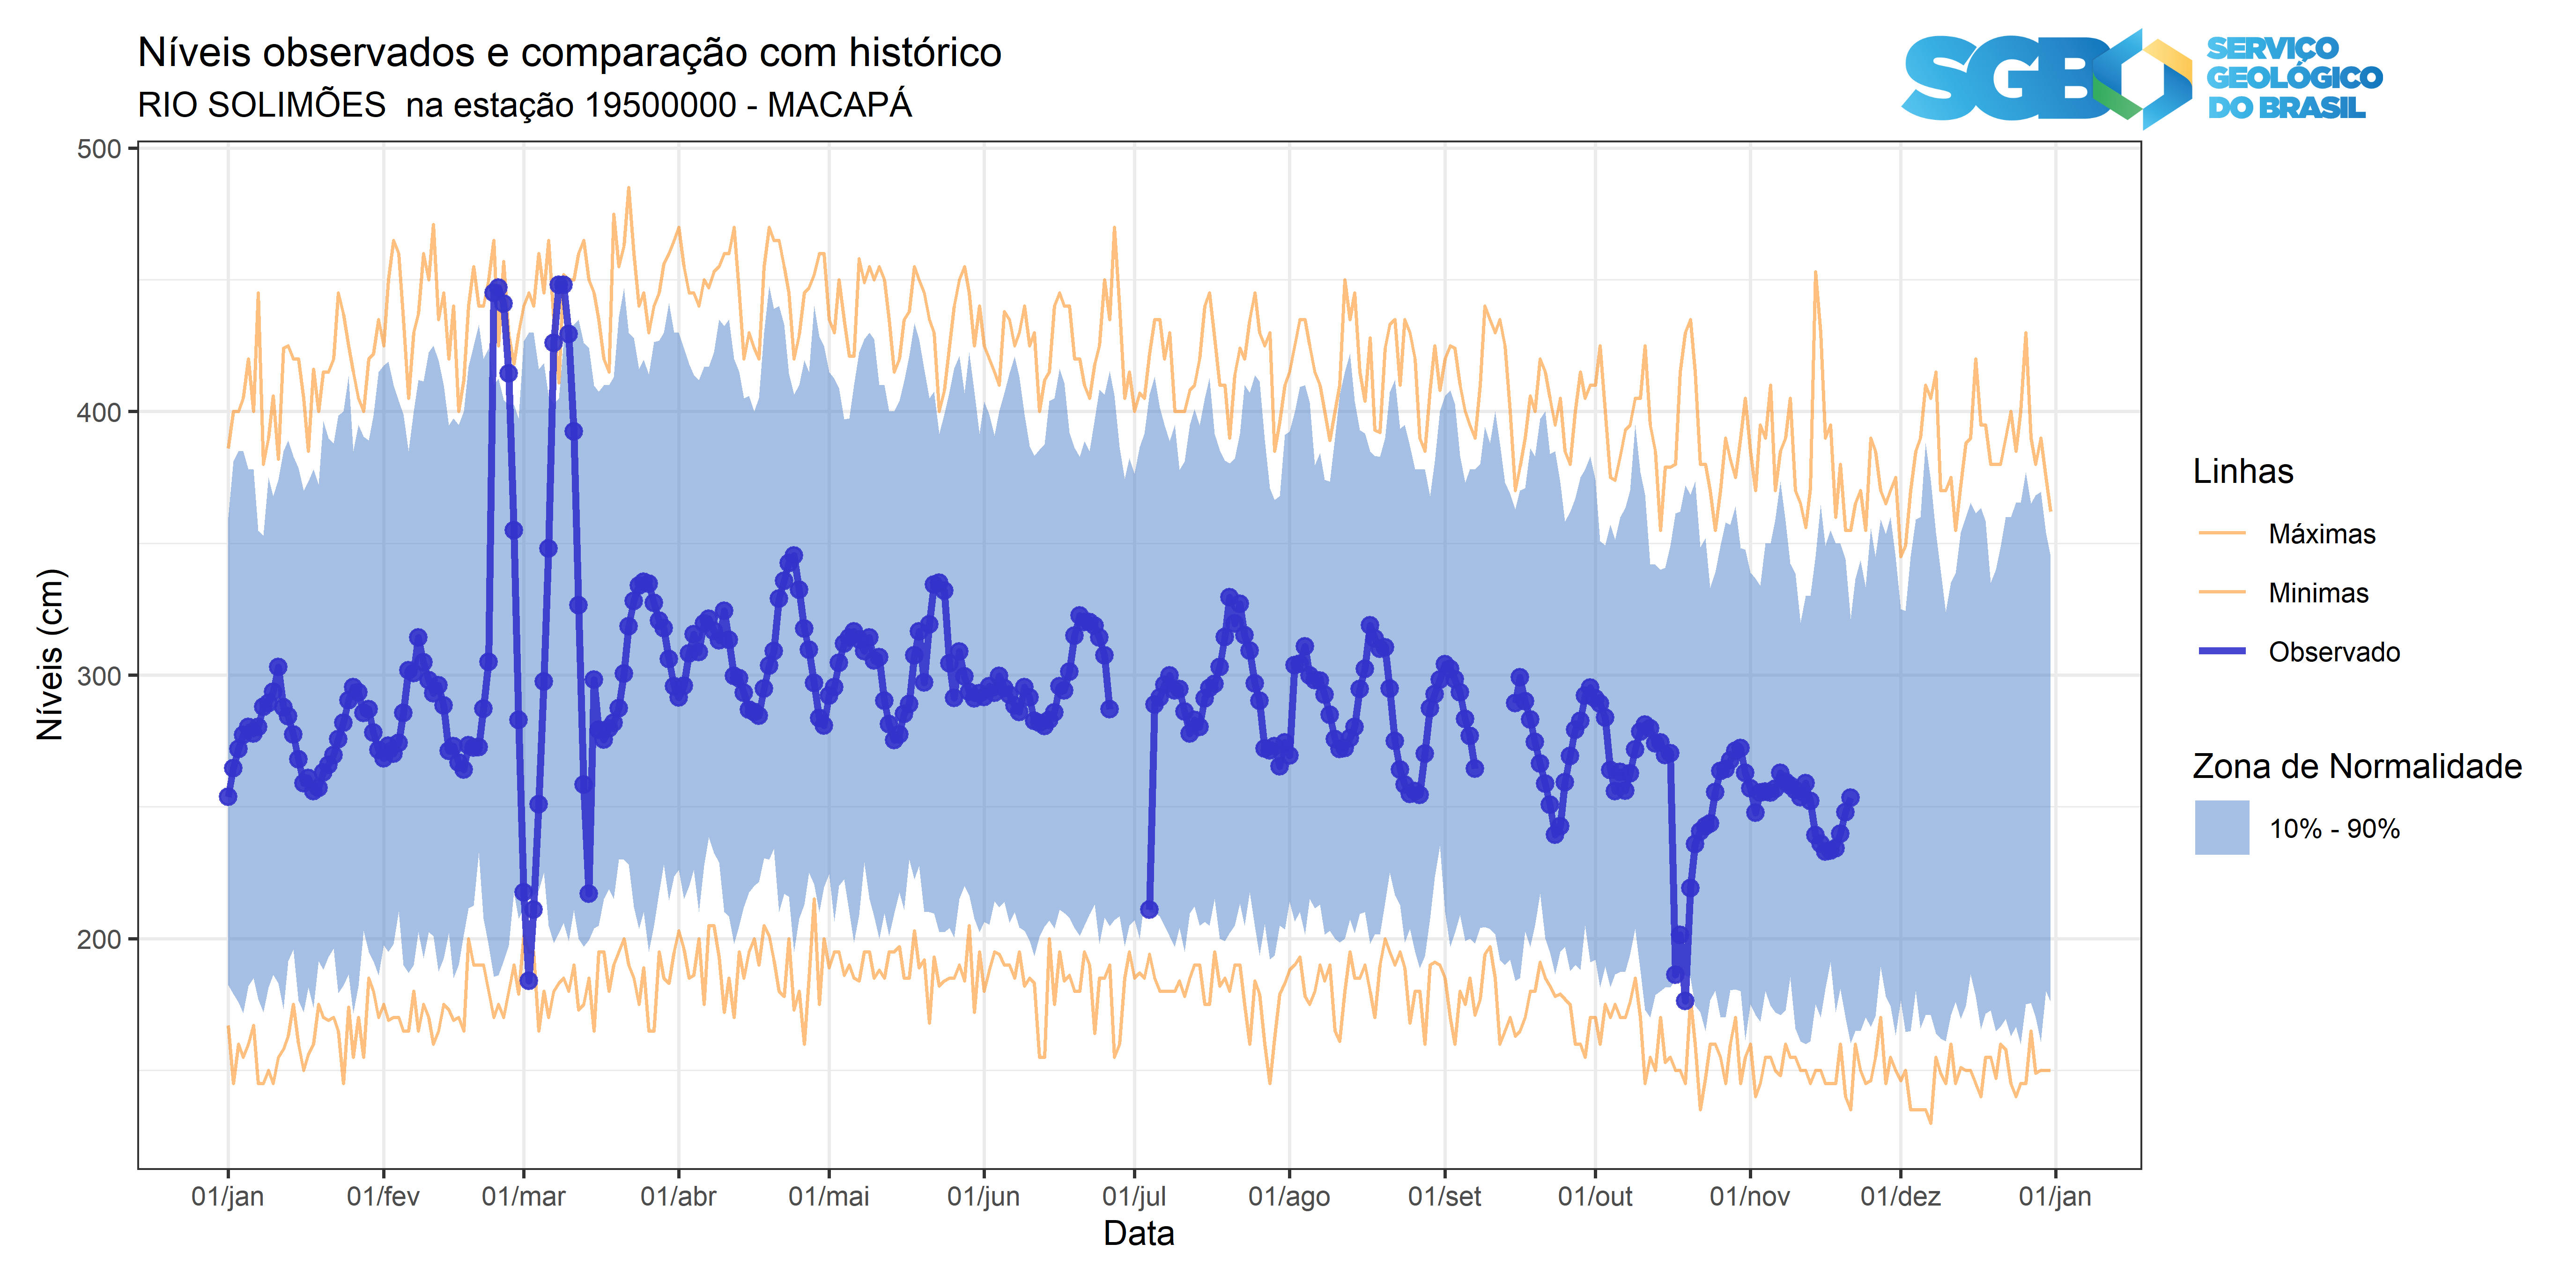 Níveis observados e comparação com histórico
RIO SOLIMÕES  na estação 19500000 - MACAPÁ
SGB
SERVIÇO
GEOLÓGICO
DO BRASIL
Níveis (cm)
500
400
300
200
01/jan
01/fev
01/mar
01/abr
01/mai
01/jun
01/jul
01/ago
01/set
01/out
01/nov
01/dez
01/jan
Data
Linhas
Máximas
Minimas
Observado
Zona de Normalidade
10% - 90%